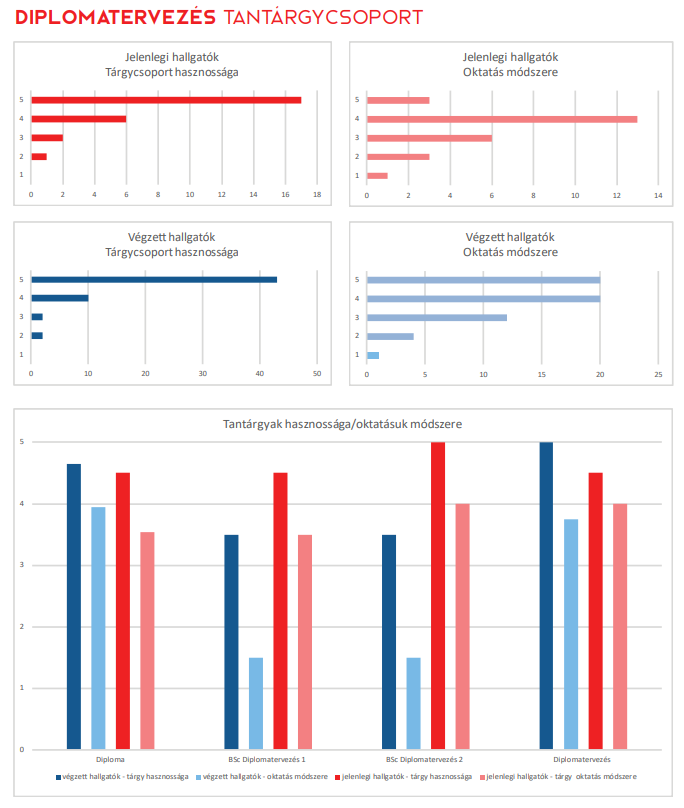 DIPLOMATERVEZÉS TANTÁRGYCSOPORT
Jelenlegi hallgatók
Tárgycsoport hasznossága
5
4
3
2
1
0 2 4 6 8 10 12 14 16 18
Jelenlegi hallgatók
Oktatás módszere
5
4
3
2
1
0 2 4 6 8 10 12 14
Végzett hallgatók
Tárgycsoport hasznossága
5
4
3
2
1
0 10 20 30 40 50
Végzett hallgatók
Oktatás módszere
5
4
3
2
1
0 5 10 15 20 25
Tantárgyak hasznossága/oktatásuk módszere
5
4
3
2
1
0
Diploma BSc Diplomatervezés 1 BSc Diplomatervezés 2 Diplomatervezés
végzett hallgatók - tárgy hasznossága végzett hallgatók - oktatás módszere jelenlegi hallgatók - tárgy hasznossága jelenlegi hallgatók - tárgy oktatás módszere